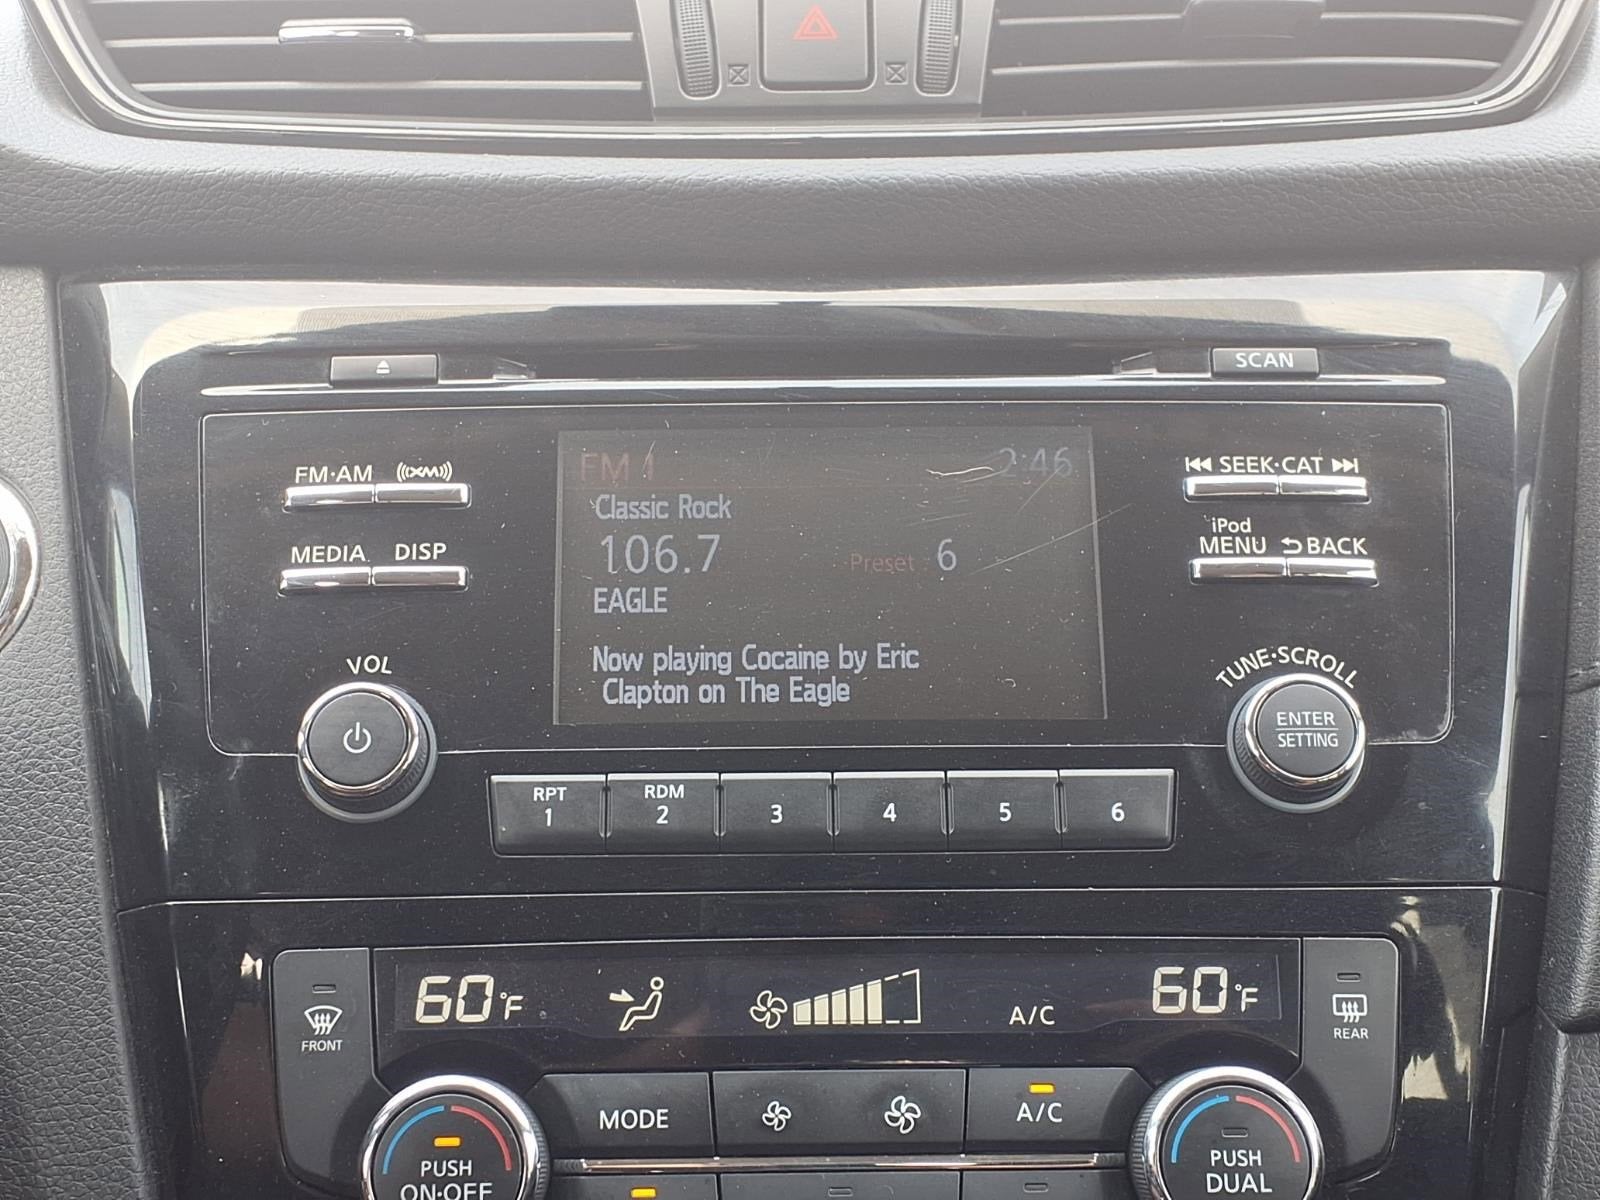 SCAN
FM·AM XM
MEDIA DISP
VOL
FM 1 2:46
Classic Rock
106.7 Preset 6
EAGLE
Now playing Cocaine by Eric
Clapton on The Eagle
SEEK·CAT
iPod
MENU BACK
TUNE·SCROLL
ENTER
SETTING
RPT
1
RDM
2
3
4
5
6
60°F A/C 60°F
FRONT
REAR
MODE
A/C
PUSH
ON·OFF
PUSH
DUAL